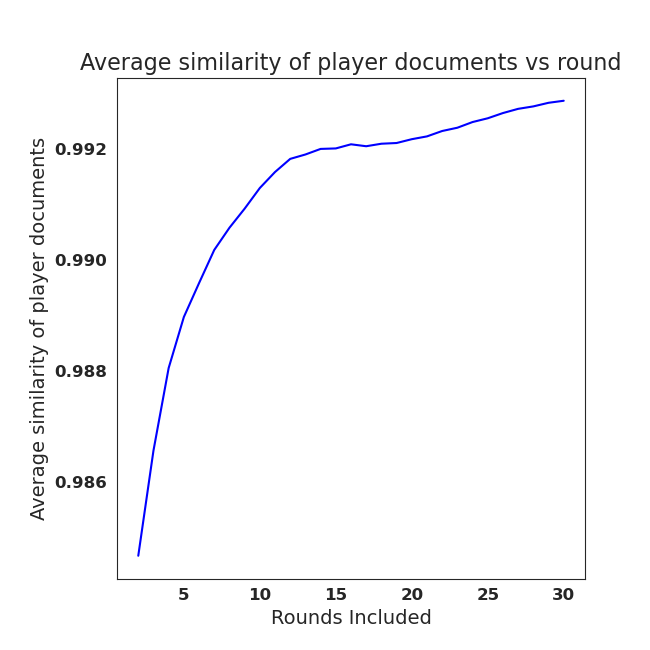 Average similarity of player documents vs round
Average similarity of player documents
0.992
0.990
0.988
0.986
5 10 15 20 25 30
Rounds Included